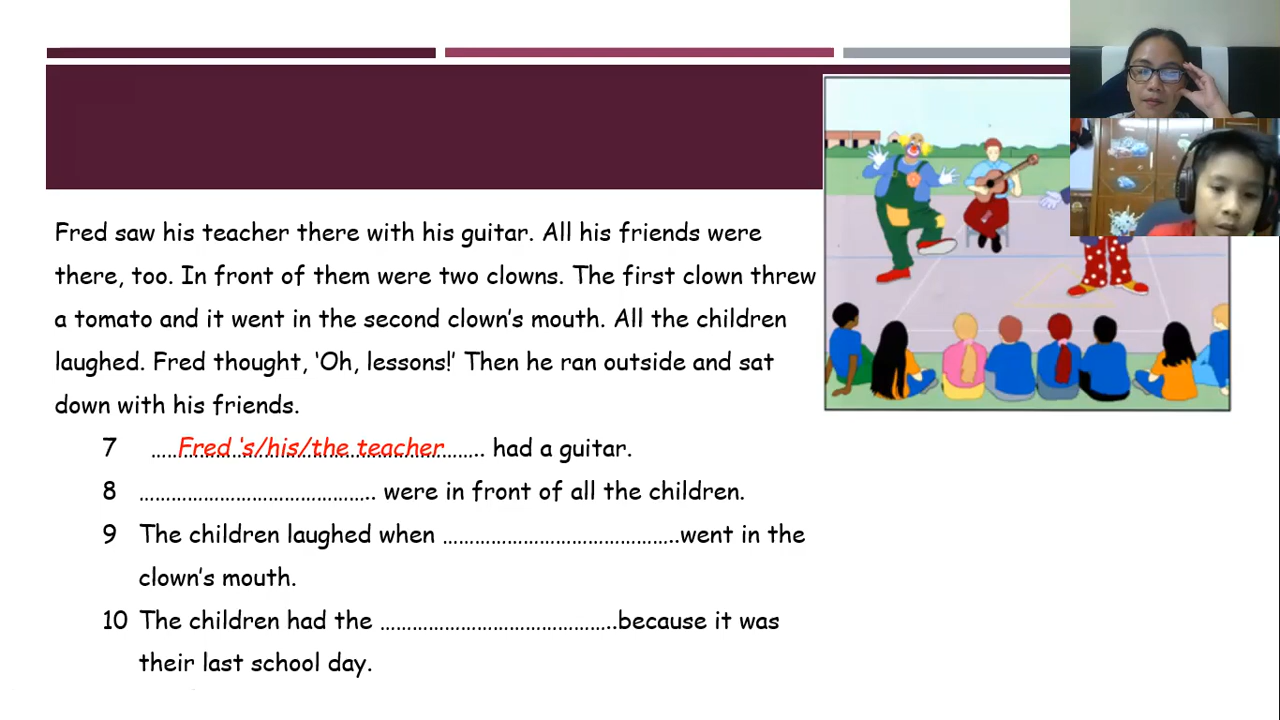 Fred saw his teacher there with his guitar. All his friends were
there, too. In front of them were two clowns. The first clown threw
a tomato and it went in the second clown's mouth. All the children
laughed. Fred thought, 'Oh, lessons!' Then he ran outside and sat
down with his friends.
7 .....Fred 's/his/the teacher........ had a guitar.
8 ........................................ were in front of all the children.
9 The children laughed when ........................................went in the
clown's mouth.
10 The children had the ........................................because it was
their last school day.